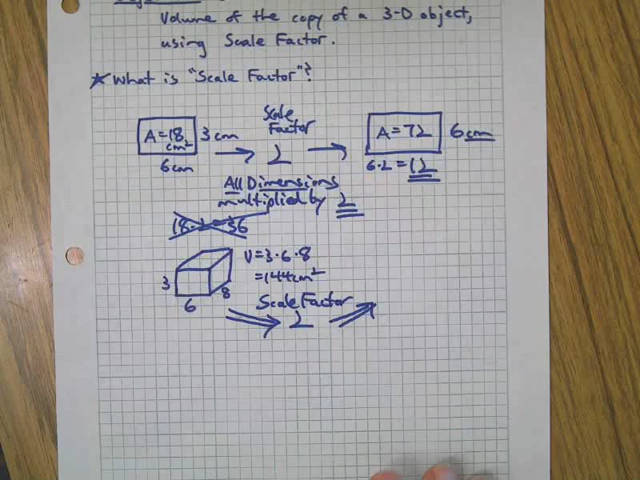 Volume of the copy of a 3-D object,
using Scale Factor.
★What is "Scale Factor"?
Scale
Factor
A=18
cm²
3cm
2
A=72
6cm
6cm
6·2=12
All Dimensions
multiplied by 2
18·2=36
V=3·6·8
=144cm²
3
6
8
Scale Factor
2